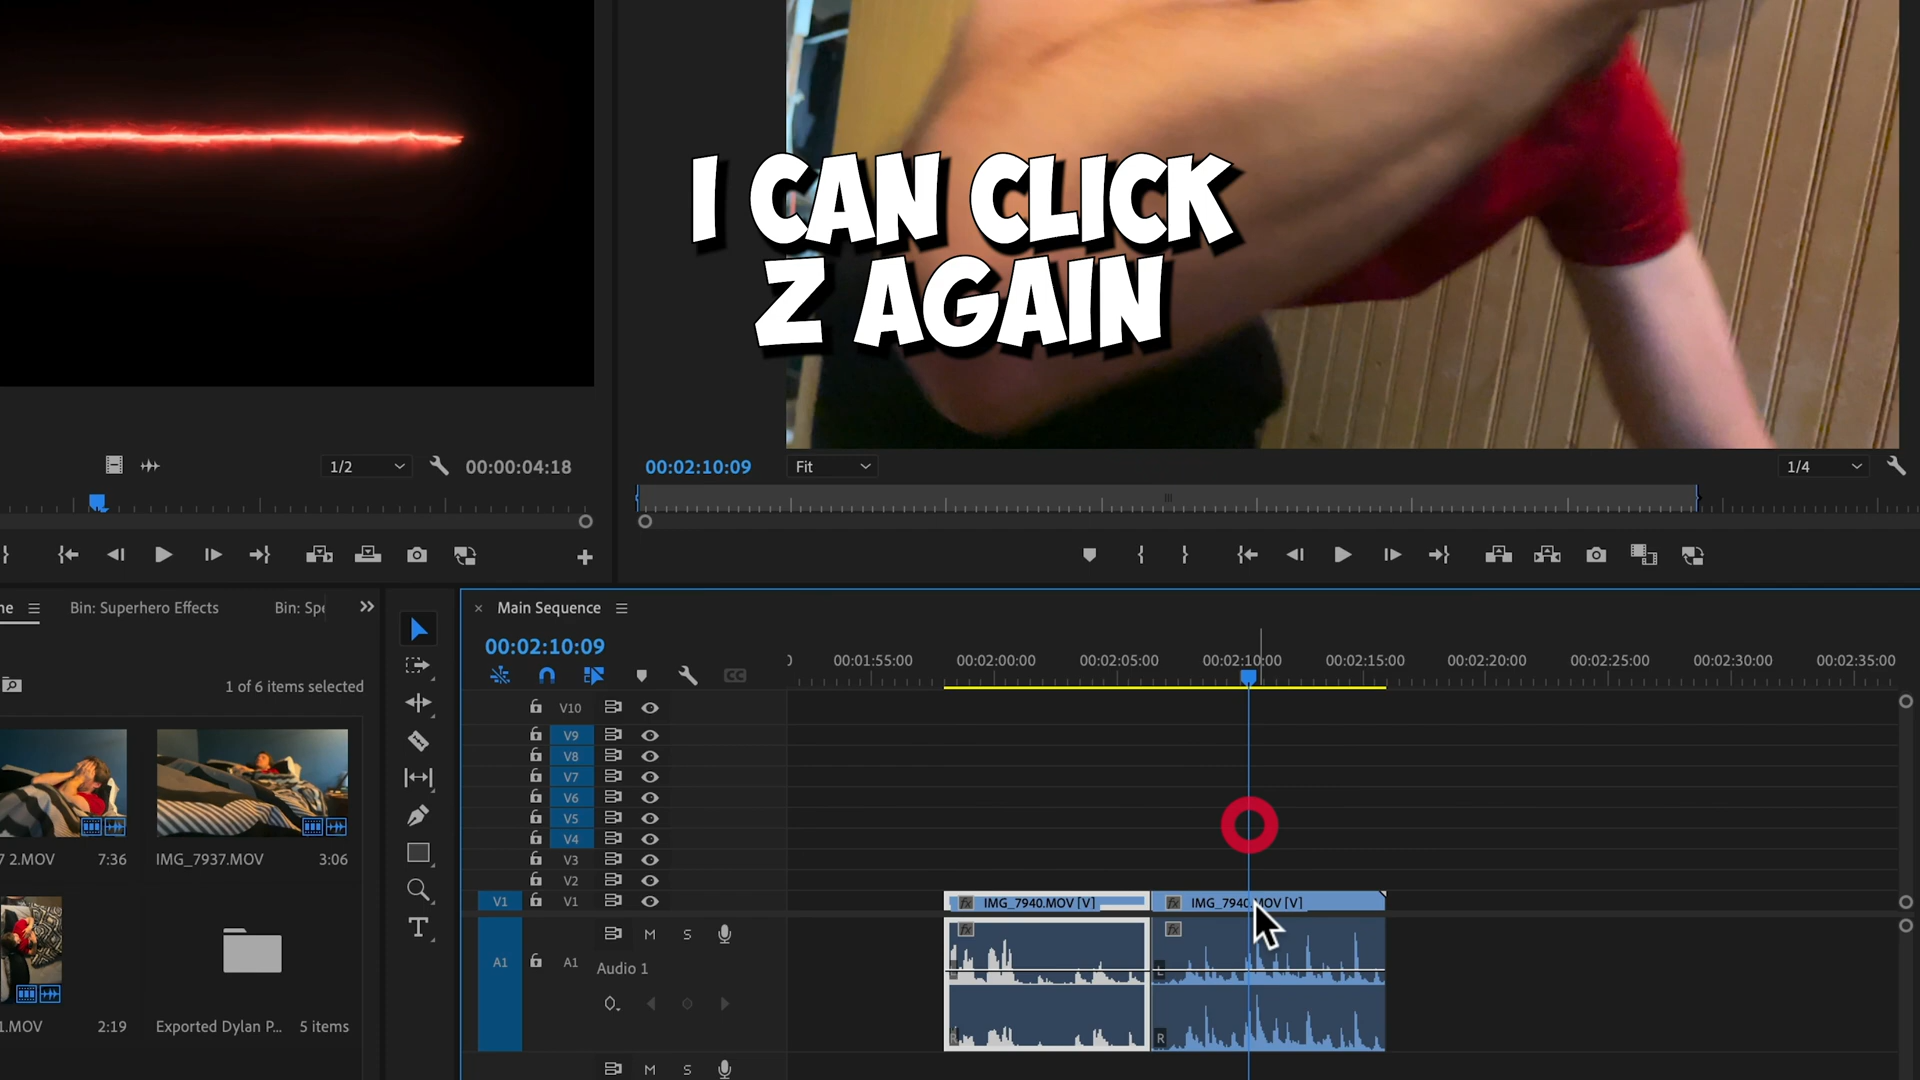 I CAN CLICK
Z AGAIN
1/2
00:00:04:18
00:02:10:09
Fit
1/4
Bin: Superhero Effects
Main Sequence
00:02:10:09
1 of 6 items selected
00:01:55:00
00:02:00:00
00:02:05:00
00:02:10:00
00:02:15:00
00:02:20:00
00:02:25:00
00:02:30:00
00:02:35:00
V10
V9
V8
V7
V6
V5
V4
V3
V2
V1 V1
IMG_7940.MOV [V]
IMG_7940.MOV [V]
7 2.MOV 7:36
IMG_7937.MOV 3:06
M S
A1 A1 Audio 1
L
R
R
1.MOV 2:19
Exported Dylan P... 5 items
M S